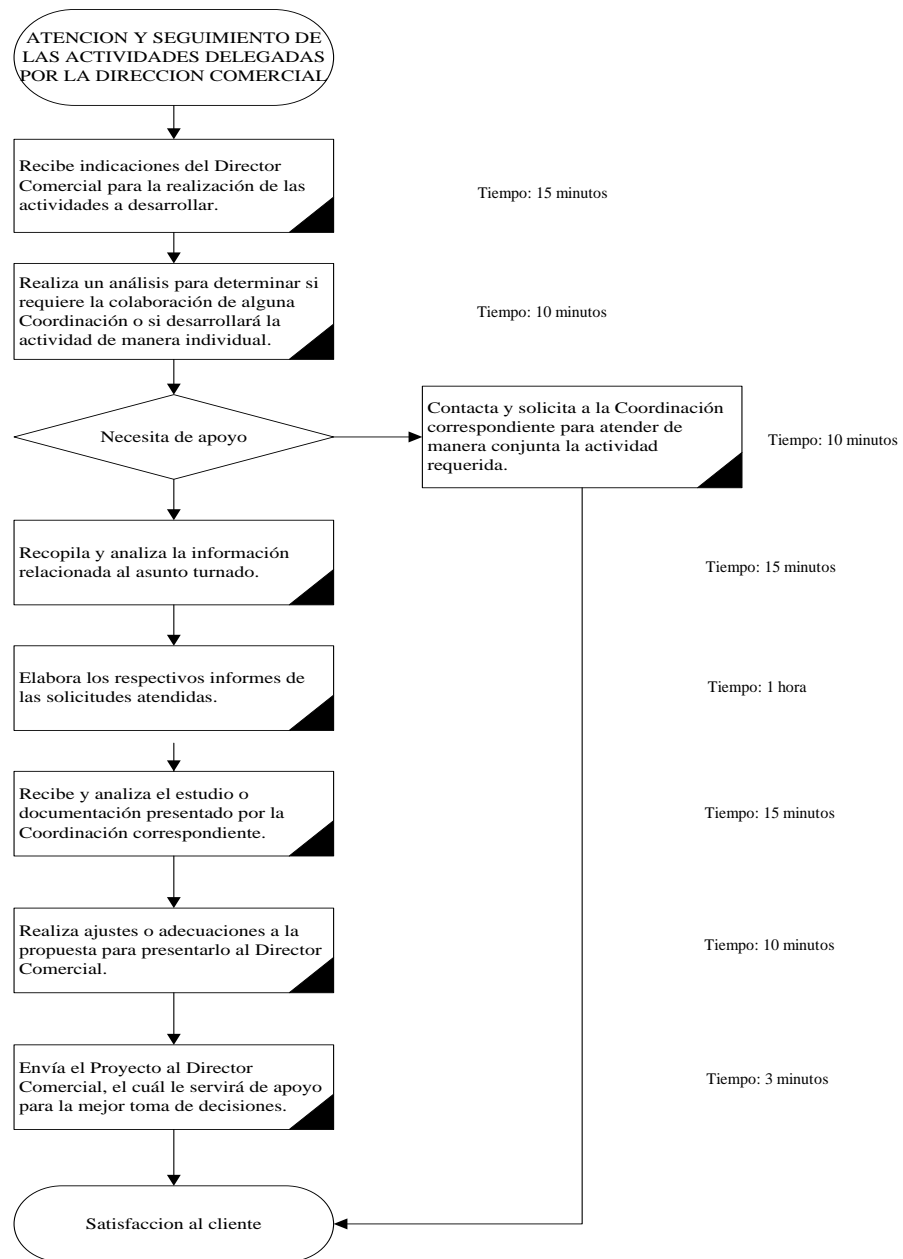 ATENCION Y SEGUIMIENTO DE
LAS ACTIVIDADES DELEGADAS
POR LA DIRECCION COMERCIAL
Recibe indicaciones del Director
Comercial para la realización de las
actividades a desarrollar.
Tiempo: 15 minutos
Realiza un análisis para determinar si
requiere la colaboración de alguna
Coordinación o si desarrollará la
actividad de manera individual.
Tiempo: 10 minutos
Necesita de apoyo
Contacta y solicita a la Coordinación
correspondiente para atender de
manera conjunta la actividad
requerida.
Tiempo: 10 minutos
Recopila y analiza la información
relacionada al asunto turnado.
Tiempo: 15 minutos
Elabora los respectivos informes de
las solicitudes atendidas.
Tiempo: 1 hora
Recibe y analiza el estudio o
documentación presentado por la
Coordinación correspondiente.
Tiempo: 15 minutos
Realiza ajustes o adecuaciones a la
propuesta para presentarlo al Director
Comercial.
Tiempo: 10 minutos
Envía el Proyecto al Director
Comercial, el cuál le servirá de apoyo
para la mejor toma de decisiones.
Tiempo: 3 minutos
Satisfaccion al cliente